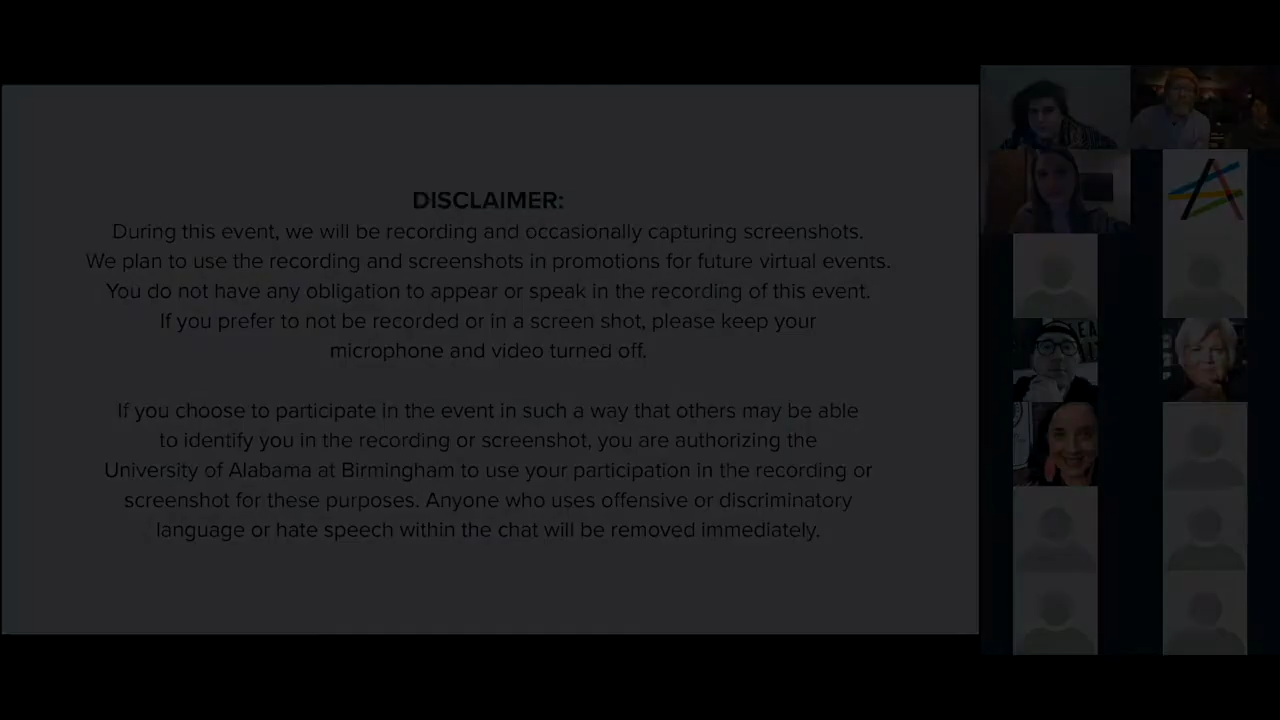 DISCLAIMER:
During this event, we will be recording and occasionally capturing screenshots.
We plan to use the recording and screenshots in promotions for future virtual events.
You do not have any obligation to appear or speak in the recording of this event.
If you prefer to not be recorded or in a screen shot, please keep your
microphone and video turned off.
If you choose to participate in the event in such a way that others may be able
to identify you in the recording or screenshot, you are authorizing the
University of Alabama at Birmingham to use your participation in the recording or
screenshot for these purposes. Anyone who uses offensive or discriminatory
language or hate speech within the chat will be removed immediately.